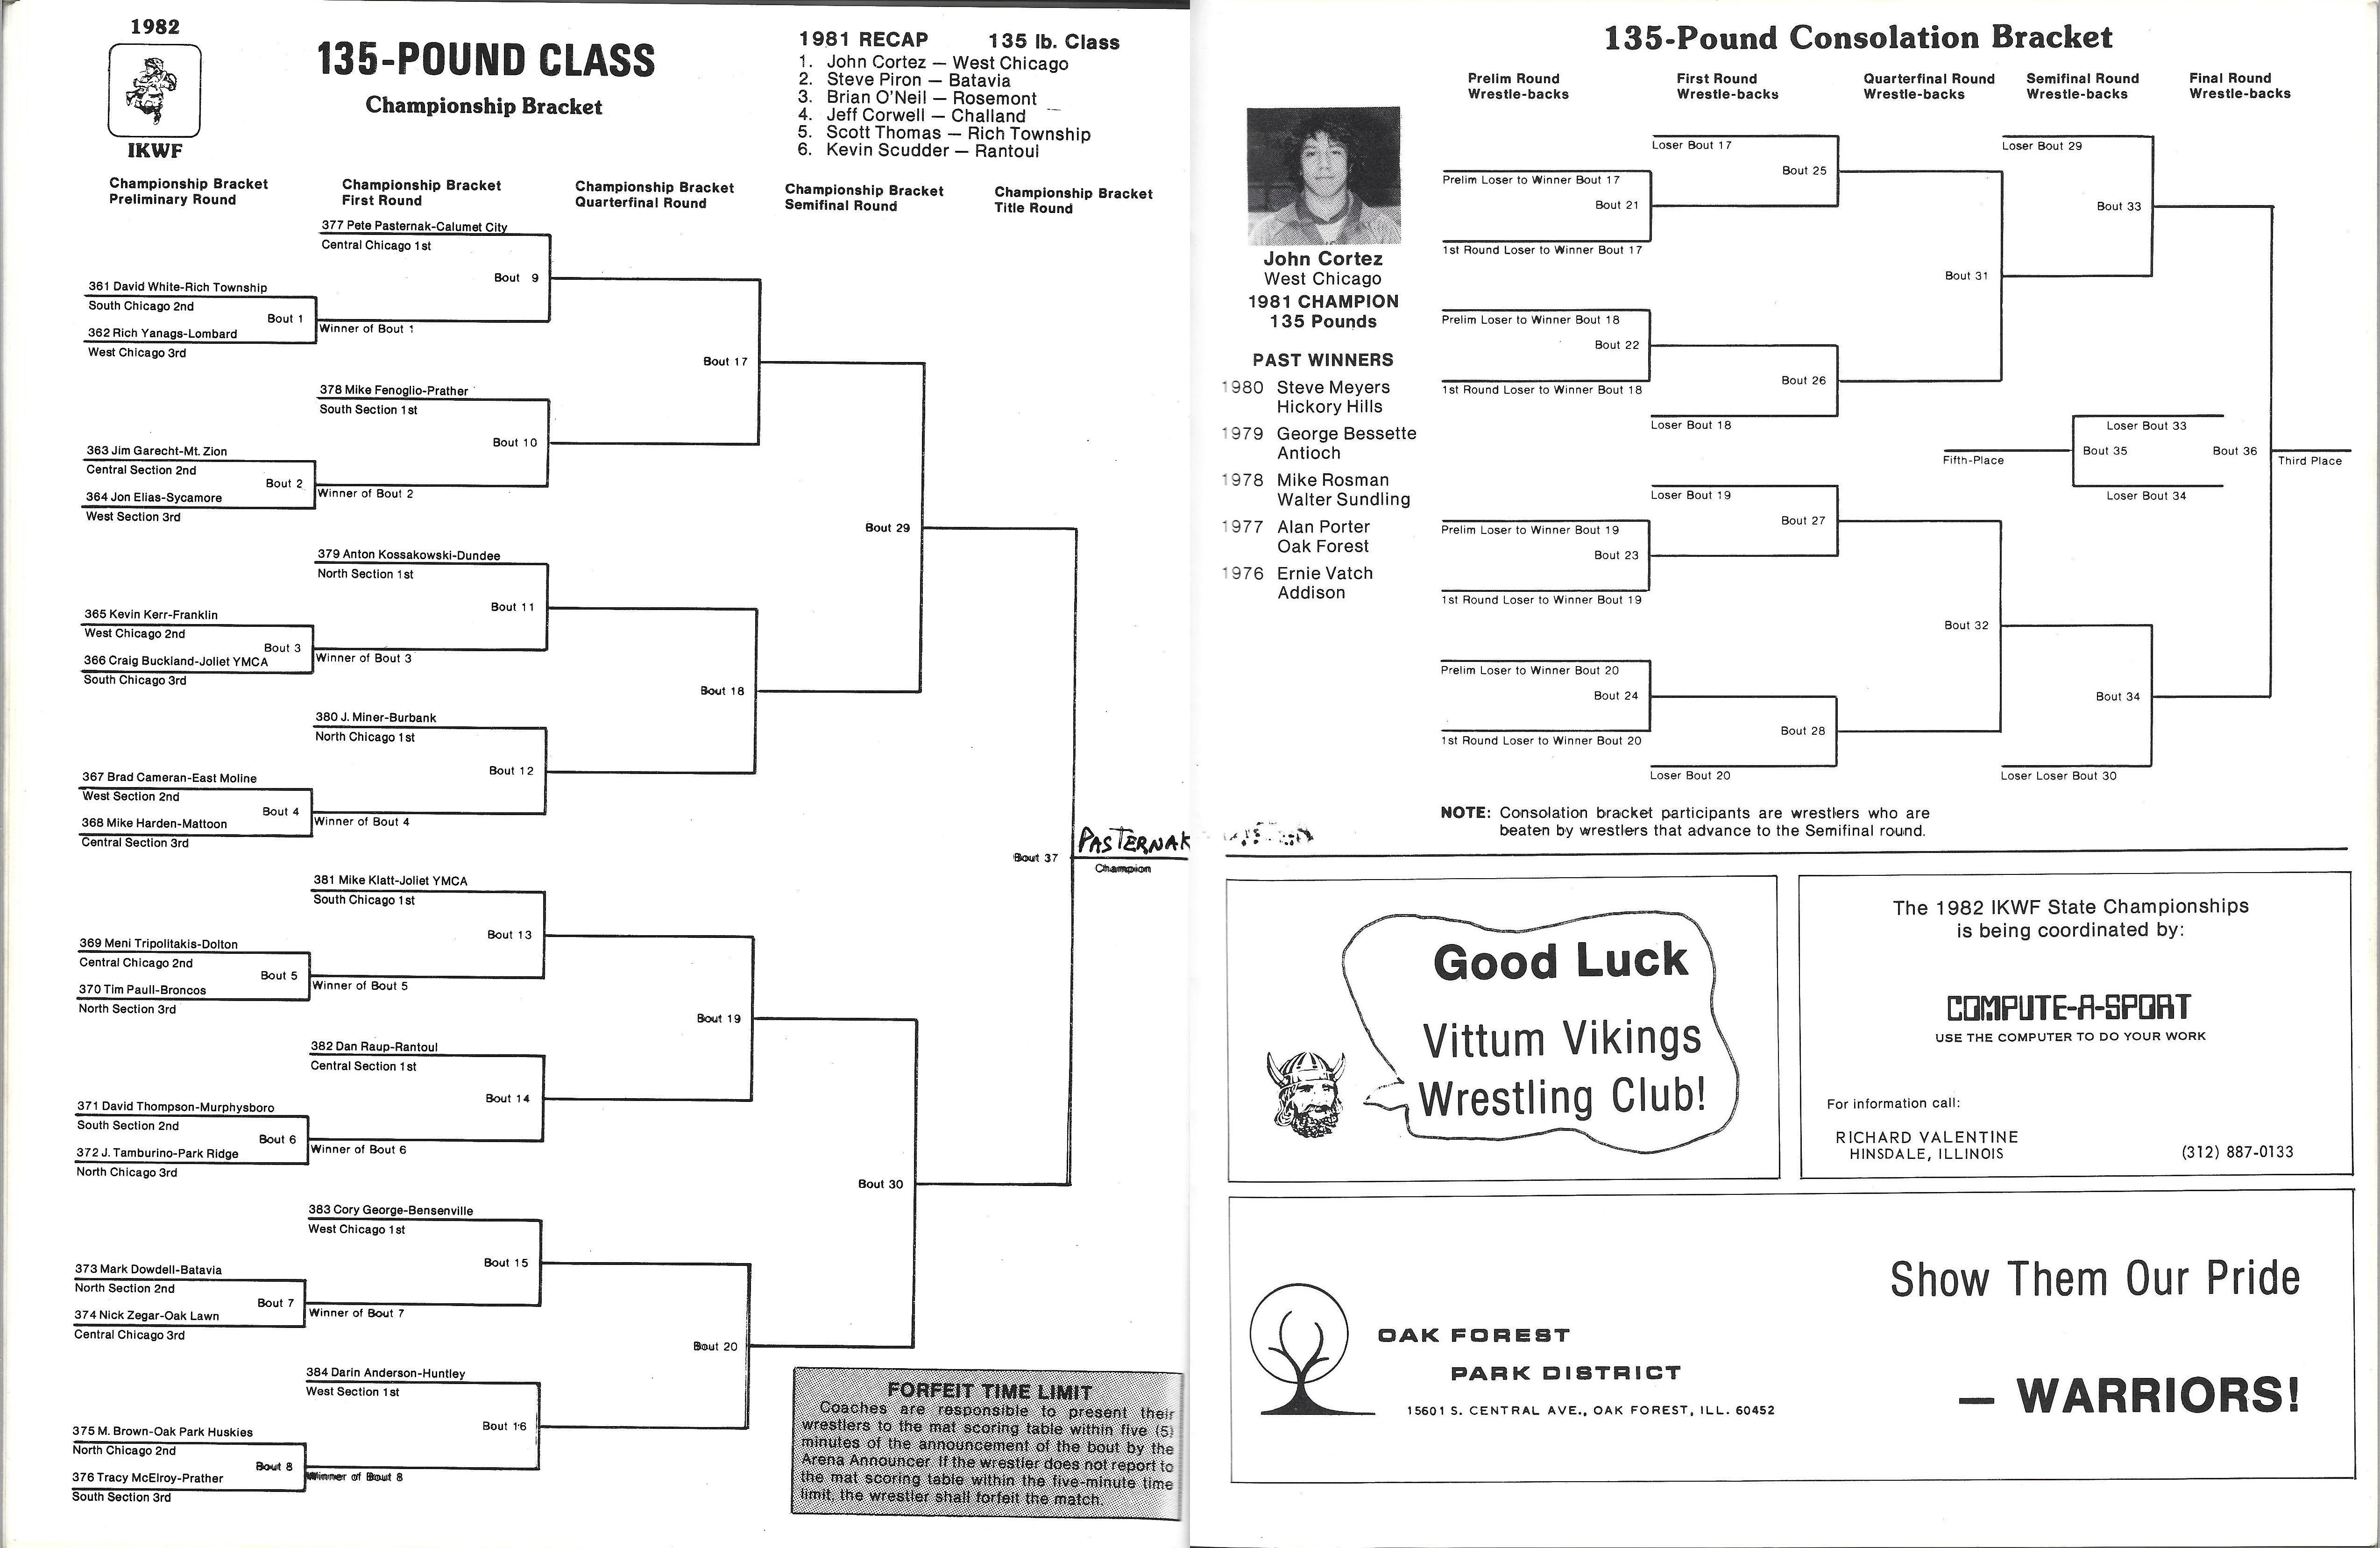 1982
IKWF
135-POUND CLASS
Championship Bracket
1981 RECAP 135 lb. Class
1. John Cortez — West Chicago
2. Steve Piron — Batavia
3. Brian O'Neil — Rosemont
4. Jeff Corwell — Challand
5. Scott Thomas — Rich Township
6. Kevin Scudder — Rantoul
Championship Bracket
Preliminary Round
Championship Bracket
First Round
Championship Bracket
Quarterfinal Round
Championship Bracket
Semifinal Round
Championship Bracket
Title Round
377 Pete Pasternak-Calumet City
Central Chicago 1st
Bout 9
361 David White-Rich Township
South Chicago 2nd
Bout 1
362 Rich Yanags-Lombard
West Chicago 3rd
Winner of Bout 1
Bout 17
378 Mike Fenoglio-Prather
South Section 1st
Bout 10
363 Jim Garecht-Mt. Zion
Central Section 2nd
Bout 2
364 Jon Elias-Sycamore
West Section 3rd
Winner of Bout 2
Bout 29
379 Anton Kossakowski-Dundee
North Section 1st
Bout 11
365 Kevin Kerr-Franklin
West Chicago 2nd
Bout 3
366 Craig Buckland-Joliet YMCA
South Chicago 3rd
Winner of Bout 3
Bout 18
380 J. Miner-Burbank
North Chicago 1st
Bout 12
367 Brad Cameran-East Moline
West Section 2nd
Bout 4
368 Mike Harden-Mattoon
Central Section 3rd
Winner of Bout 4
Bout 37
PASTERNAK
Champion
381 Mike Klatt-Joliet YMCA
South Chicago 1st
Bout 13
369 Meni Tripolitakis-Dolton
Central Chicago 2nd
Bout 5
370 Tim Paull-Broncos
North Section 3rd
Winner of Bout 5
Bout 19
382 Dan Raup-Rantoul
Central Section 1st
Bout 14
371 David Thompson-Murphysboro
South Section 2nd
Bout 6
372 J. Tamburino-Park Ridge
North Chicago 3rd
Winner of Bout 6
Bout 30
383 Cory George-Bensenville
West Chicago 1st
Bout 15
373 Mark Dowdell-Batavia
North Section 2nd
Bout 7
374 Nick Zegar-Oak Lawn
Central Chicago 3rd
Winner of Bout 7
Bout 20
384 Darin Anderson-Huntley
West Section 1st
Bout 16
375 M. Brown-Oak Park Huskies
North Chicago 2nd
Bout 8
376 Tracy McElroy-Prather
South Section 3rd
Winner of Bout 8
FORFEIT TIME LIMIT
Coaches are responsible to present their
wrestlers to the mat scoring table within five (5)
minutes of the announcement of the bout by the
Arena Announcer. If the wrestler does not report to
the mat scoring table within the five-minute time
limit, the wrestler shall forfeit the match.
135-Pound Consolation Bracket
Prelim Round
Wrestle-backs
First Round
Wrestle-backs
Quarterfinal Round
Wrestle-backs
Semifinal Round
Wrestle-backs
Final Round
Wrestle-backs
John Cortez
West Chicago
1981 CHAMPION
135 Pounds
PAST WINNERS
1980 Steve Meyers
Hickory Hills
1979 George Bessette
Antioch
1978 Mike Rosman
Walter Sundling
1977 Alan Porter
Oak Forest
1976 Ernie Vatch
Addison
Loser Bout 17
Bout 25
Prelim Loser to Winner Bout 17
Bout 21
1st Round Loser to Winner Bout 17
Loser Bout 29
Bout 33
Bout 31
Prelim Loser to Winner Bout 18
Bout 22
1st Round Loser to Winner Bout 18
Bout 26
Loser Bout 18
Loser Bout 33
Fifth-Place
Bout 35
Loser Bout 34
Bout 36
Third Place
Loser Bout 19
Bout 27
Prelim Loser to Winner Bout 19
Bout 23
1st Round Loser to Winner Bout 19
Bout 32
Prelim Loser to Winner Bout 20
Bout 24
1st Round Loser to Winner Bout 20
Bout 28
Loser Bout 20
Bout 34
Loser Loser Bout 30
NOTE: Consolation bracket participants are wrestlers who are
beaten by wrestlers that advance to the Semifinal round.
Good Luck
Vittum Vikings
Wrestling Club!
The 1982 IKWF State Championships
is being coordinated by:
COMPUTE-A-SPORT
USE THE COMPUTER TO DO YOUR WORK
For information call:
RICHARD VALENTINE
HINSDALE, ILLINOIS
(312) 887-0133
OAK FOREST
PARK DISTRICT
15601 S. CENTRAL AVE., OAK FOREST, ILL. 60452
Show Them Our Pride
— WARRIORS!